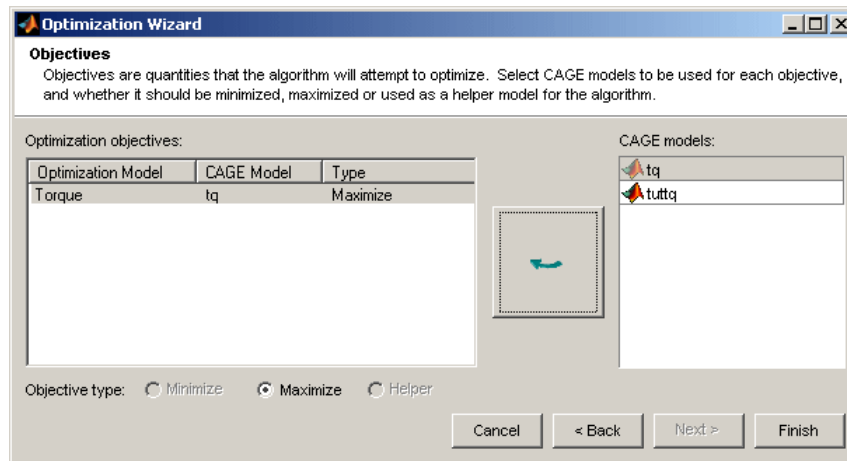 Optimization Wizard
Objectives
Objectives are quantities that the algorithm will attempt to optimize. Select CAGE models to be used for each objective,
and whether it should be minimized, maximized or used as a helper model for the algorithm.
Optimization objectives:
CAGE models:
Optimization Model CAGE Model Type
Torque tq Maximize
tq
tuttq
Objective type: Minimize Maximize Helper
Cancel < Back Next > Finish